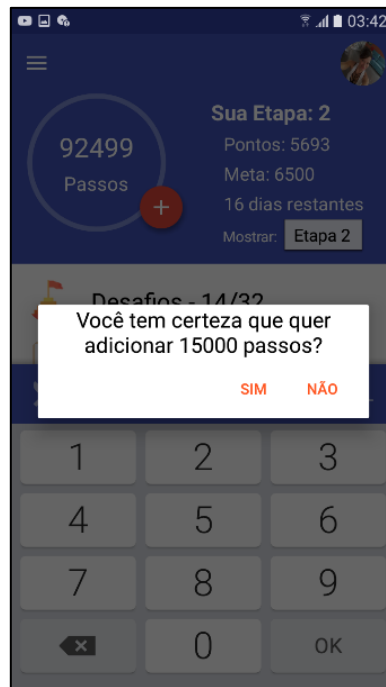 03:42
Sua Etapa: 2
92499
Passos
Pontos: 5693
Meta: 6500
16 dias restantes
+
Mostrar: Etapa 2
Desafios - 14/32
Você tem certeza que quer
adicionar 15000 passos?
SIM NÃO
1 2 3
4 5 6
7 8 9
0 OK